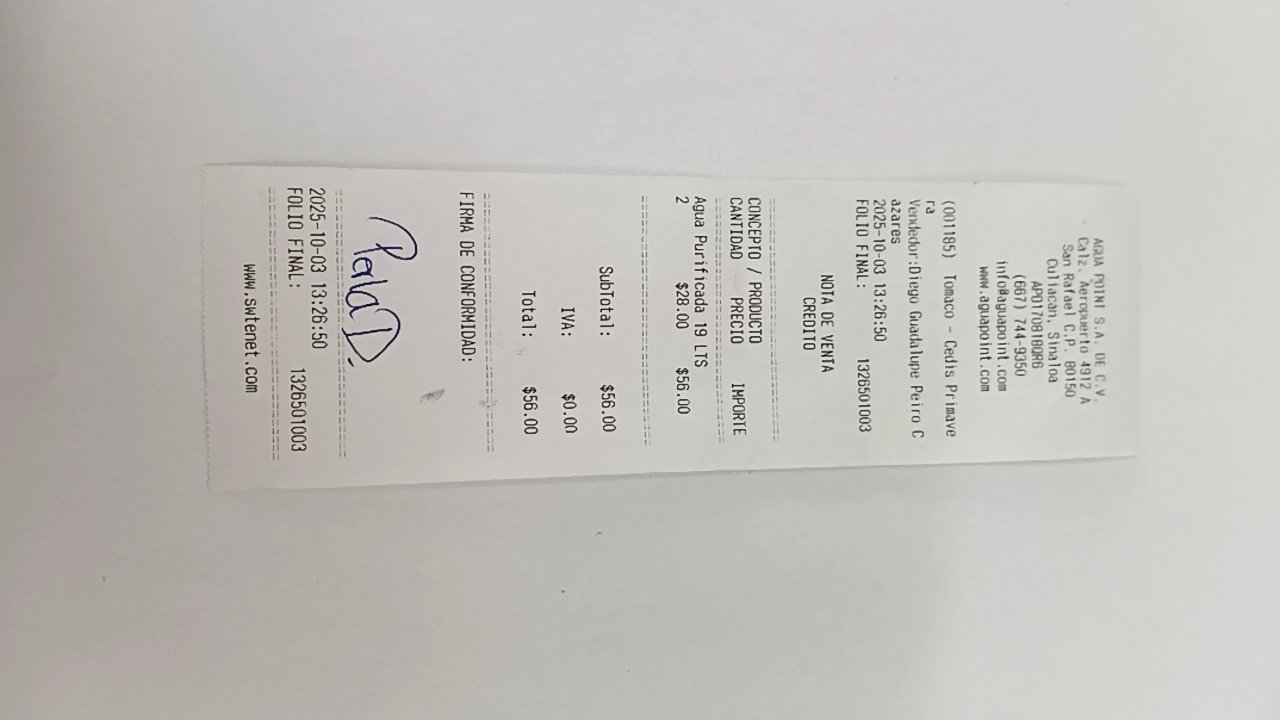 AGUA POINT S.A. DE C.V.
Calz. Aeropuerto 4912 A
San Rafael C.P. 80150
Culiacan, Sinaloa
APO1708180R6
(667) 744-9350
info@aguapoint.com
www.aguapoint.com
(001185) Tomaco - Cedis Primave
ra
Vendedor:Diego Guadalupe Peiro C
azares
2025-10-03 13:26:50
FOLIO FINAL: 1326501003
NOTA DE VENTA
CREDITO
CONCEPTO / PRODUCTO
CANTIDAD PRECIO IMPORTE
Agua Purificada 19 LTS
2 $28.00 $56.00
SubTotal: $56.00
IVA: $0.00
Total: $56.00
FIRMA DE CONFORMIDAD:
2025-10-03 13:26:50
FOLIO FINAL: 1326501003
www.swtenet.com